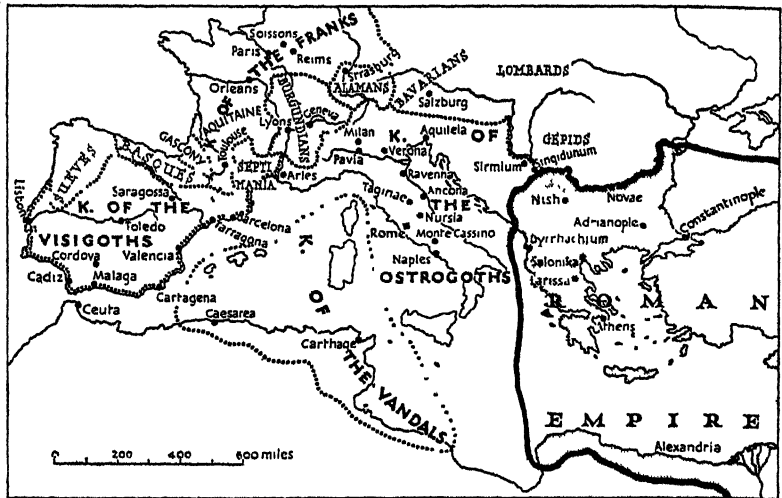 Soissons
Paris
Reims
K. OF THE FRANKS
Strasburg
ALAMANS
BAVARIANS
Salzburg
LOMBARDS
Orleans
BURGUNDIANS
AQUITAINE
Lyons
Geneva
GASCONS
Toulouse
SEPTI
MANIA
Arles
Milan
Pavia
Verona
Aquileia
K. OF
GEPIDS
Sirmium
Singidunum
Ravenna
SUEVES
BASQUES
Saragossa
K. OF THE
VISIGOTHS
Toledo
Barcelona
Tarragona
Valencia
Cordova
Cadiz
Malaga
Cartagena
Ceuta
Caesarea
Taginae
Ancona
THE
Nursia
Rome
Monte Cassino
Naples
OSTROGOTHS
Nish
Novae
Adrianople
Constantinople
Dyrrhachium
Salonika
Larissa
Athens
ROMAN
EMPIRE
Alexandria
K. OF
THE VANDALS
Carthage
0 200 400 600 miles